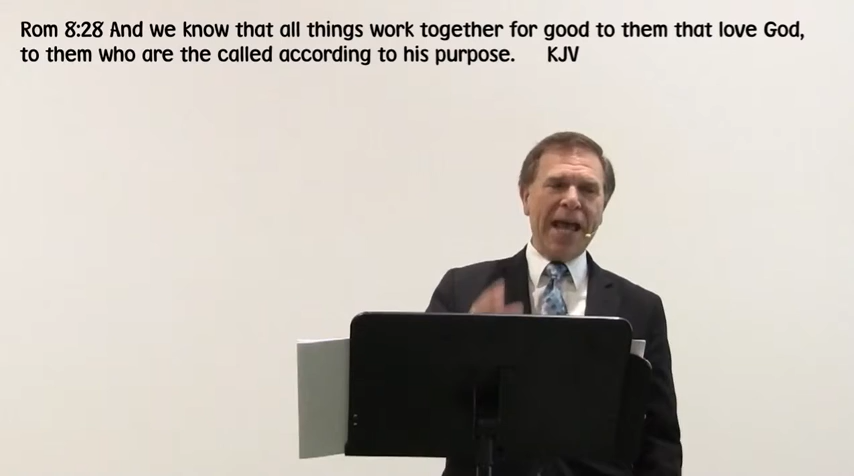 Rom 8:28 And we know that all things work together for good to them that love God,
to them who are the called according to his purpose. KJV